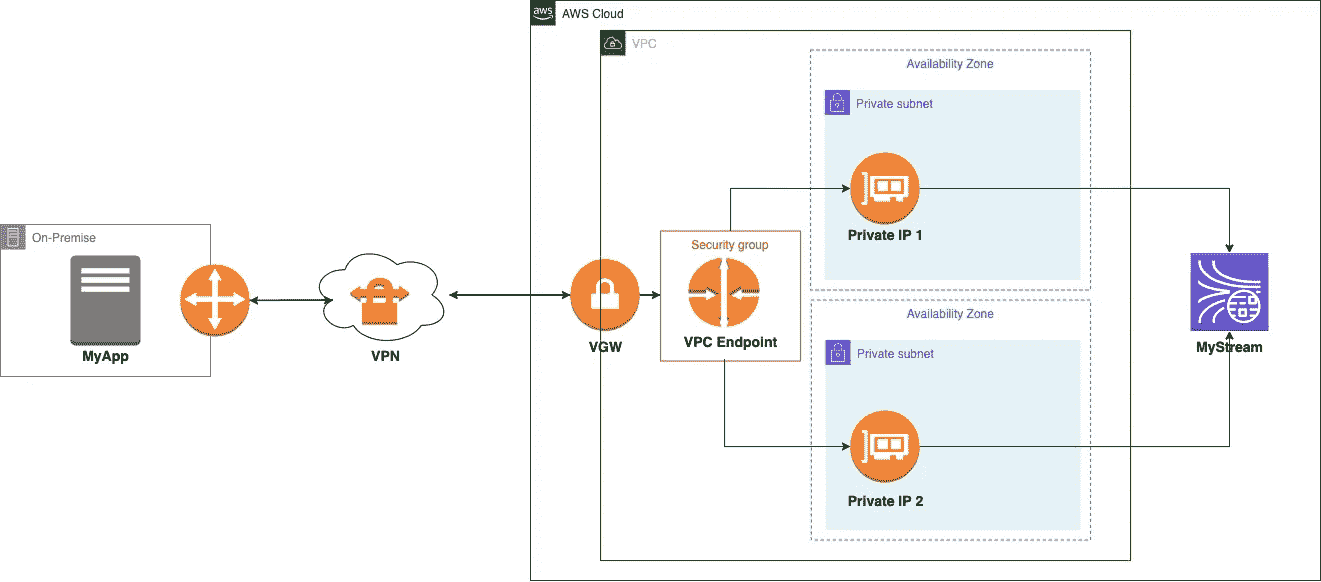 aws
AWS Cloud
VPC
Availability Zone
Private subnet
Private IP 1
On-Premise
MyApp
VPN
VGW
Security group
VPC Endpoint
Availability Zone
Private subnet
Private IP 2
MyStream